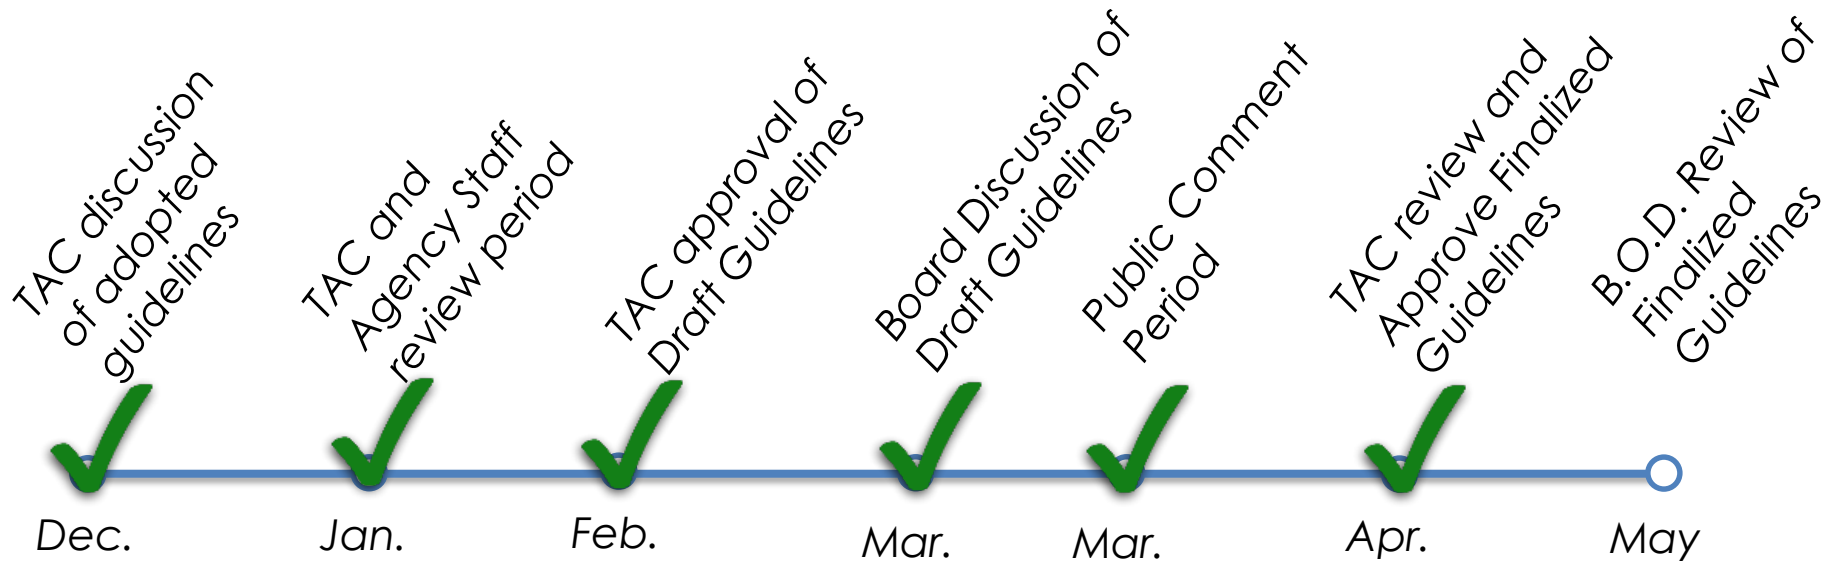 TAC discussion
of adopted
guidelines
TAC and
Agency Staff
review period
TAC approval of
Draft Guidelines
Board Discussion of
Draft Guidelines
Public Comment
Period
TAC review and
Approve Finalized
Guidelines
B.O.D. Review of
Finalized
Guidelines
Dec.
Jan.
Feb.
Mar.
Mar.
Apr.
May